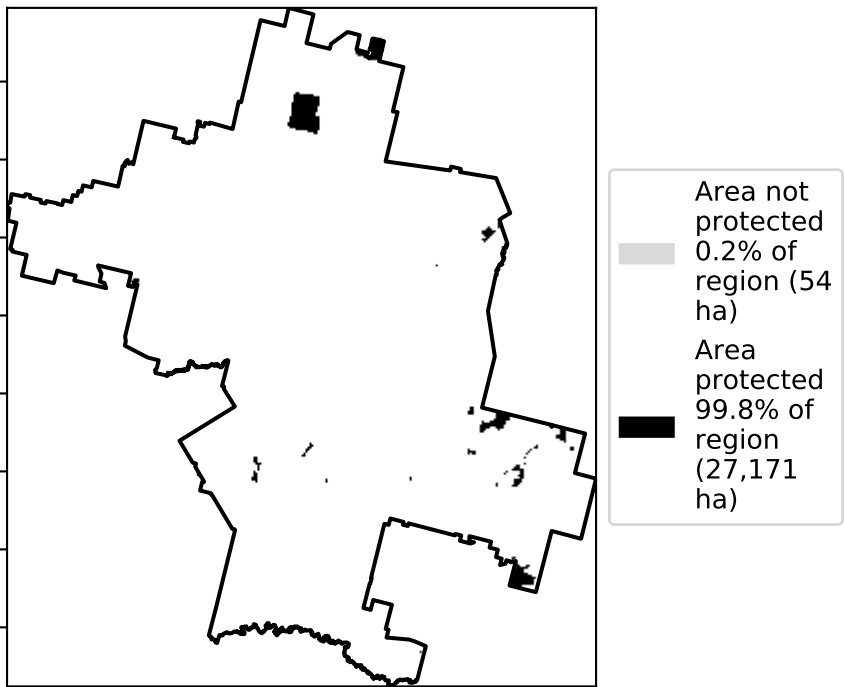 Area not
protected
0.2% of
region (54
ha)
Area
protected
99.8% of
region
(27,171
ha)